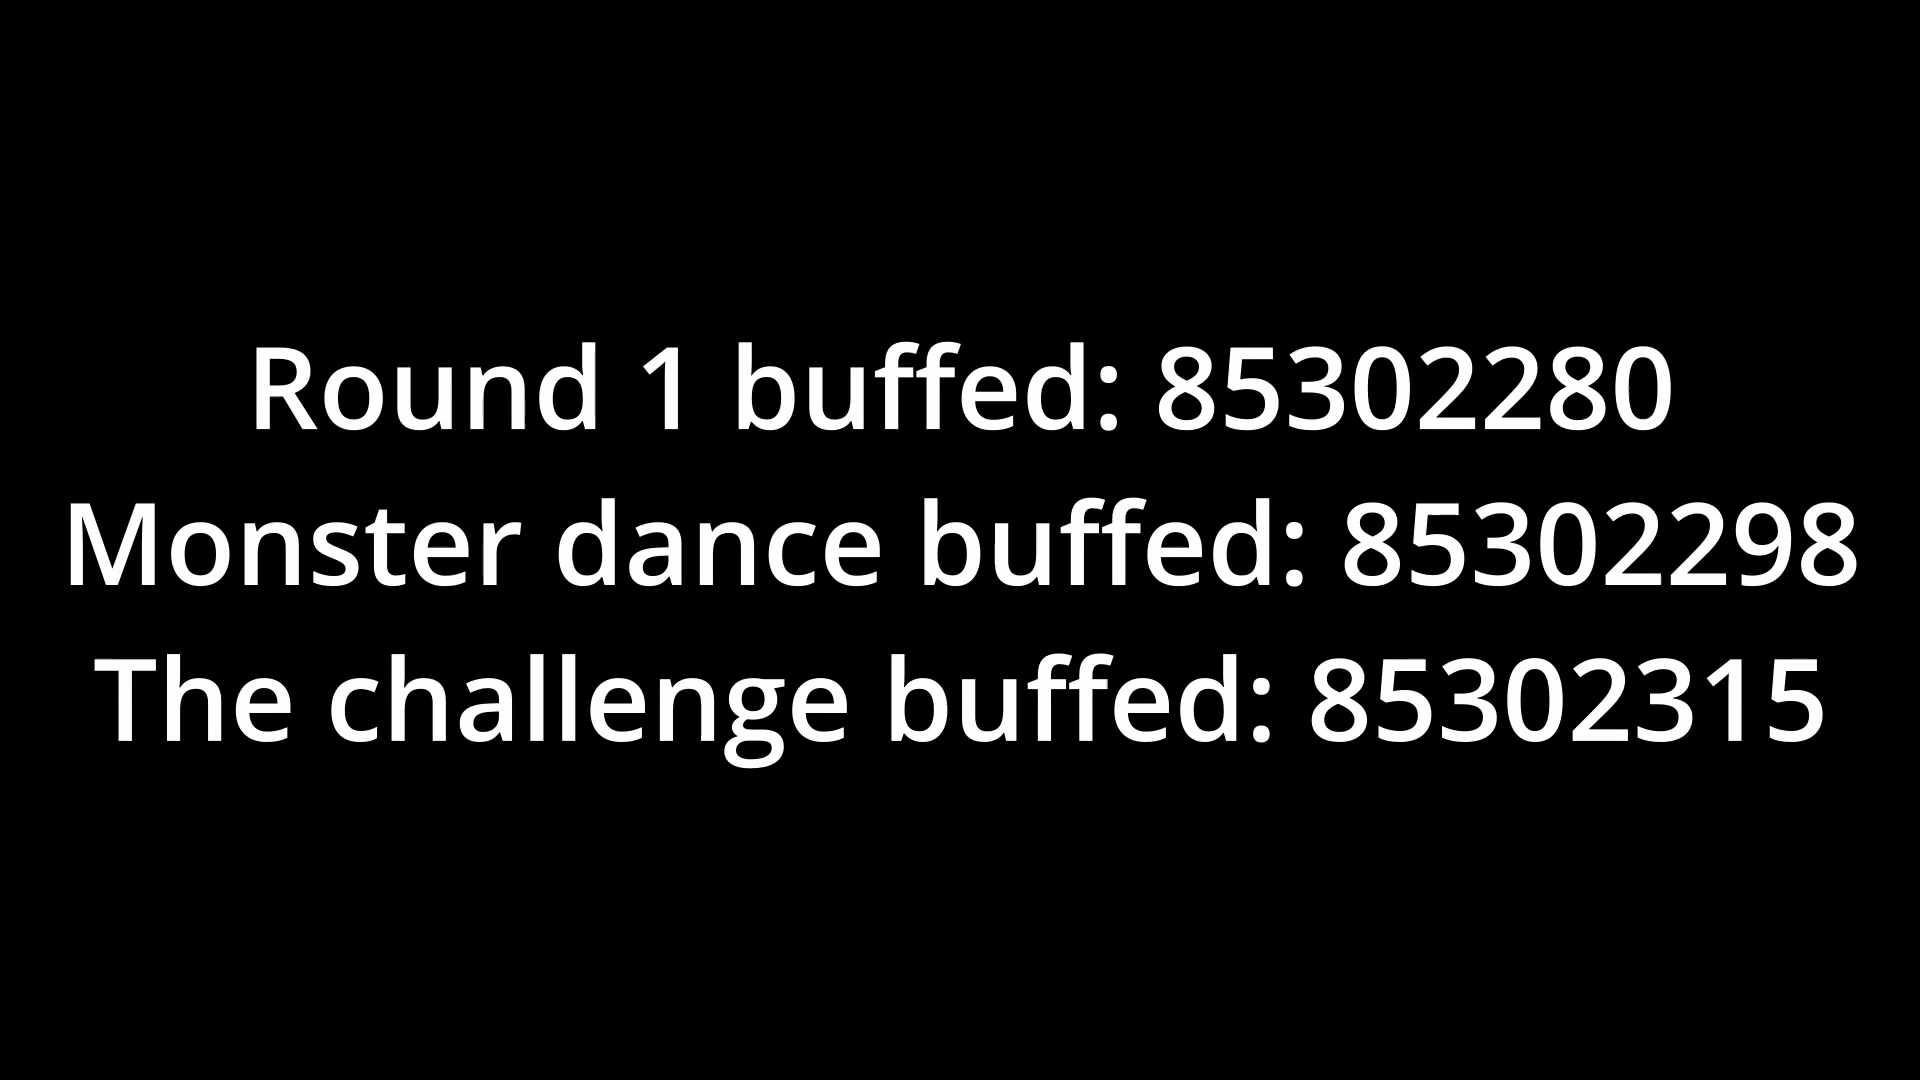 Round 1 buffed: 85302280
Monster dance buffed: 85302298
The challenge buffed: 85302315